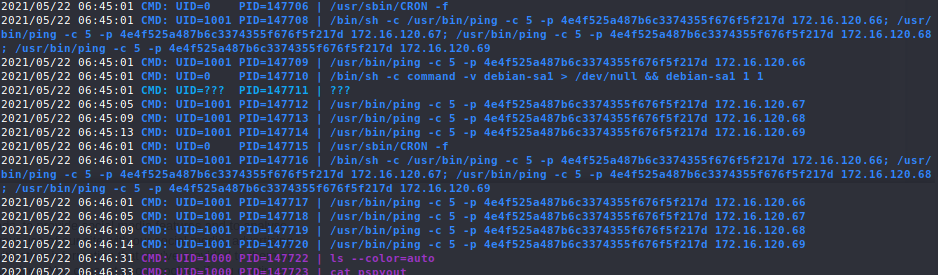 2021/05/22 06:45:01 CMD: UID=0    PID=147706 | /usr/sbin/CRON -f
2021/05/22 06:45:01 CMD: UID=1001 PID=147708 | /bin/sh -c /usr/bin/ping -c 5 -p 4e4f525a487b6c3374355f676f5f217d 172.16.120.66; /usr/
bin/ping -c 5 -p 4e4f525a487b6c3374355f676f5f217d 172.16.120.67; /usr/bin/ping -c 5 -p 4e4f525a487b6c3374355f676f5f217d 172.16.120.68
; /usr/bin/ping -c 5 -p 4e4f525a487b6c3374355f676f5f217d 172.16.120.69
2021/05/22 06:45:01 CMD: UID=1001 PID=147709 | /usr/bin/ping -c 5 -p 4e4f525a487b6c3374355f676f5f217d 172.16.120.66
2021/05/22 06:45:01 CMD: UID=0    PID=147710 | /bin/sh -c command -v debian-sa1 > /dev/null && debian-sa1 1 1
2021/05/22 06:45:01 CMD: UID=???  PID=147711 | ???
2021/05/22 06:45:05 CMD: UID=1001 PID=147712 | /usr/bin/ping -c 5 -p 4e4f525a487b6c3374355f676f5f217d 172.16.120.67
2021/05/22 06:45:09 CMD: UID=1001 PID=147713 | /usr/bin/ping -c 5 -p 4e4f525a487b6c3374355f676f5f217d 172.16.120.68
2021/05/22 06:45:13 CMD: UID=1001 PID=147714 | /usr/bin/ping -c 5 -p 4e4f525a487b6c3374355f676f5f217d 172.16.120.69
2021/05/22 06:46:01 CMD: UID=0    PID=147715 | /usr/sbin/CRON -f
2021/05/22 06:46:01 CMD: UID=1001 PID=147716 | /bin/sh -c /usr/bin/ping -c 5 -p 4e4f525a487b6c3374355f676f5f217d 172.16.120.66; /usr/
bin/ping -c 5 -p 4e4f525a487b6c3374355f676f5f217d 172.16.120.67; /usr/bin/ping -c 5 -p 4e4f525a487b6c3374355f676f5f217d 172.16.120.68
; /usr/bin/ping -c 5 -p 4e4f525a487b6c3374355f676f5f217d 172.16.120.69
2021/05/22 06:46:01 CMD: UID=1001 PID=147717 | /usr/bin/ping -c 5 -p 4e4f525a487b6c3374355f676f5f217d 172.16.120.66
2021/05/22 06:46:05 CMD: UID=1001 PID=147718 | /usr/bin/ping -c 5 -p 4e4f525a487b6c3374355f676f5f217d 172.16.120.67
2021/05/22 06:46:09 CMD: UID=1001 PID=147719 | /usr/bin/ping -c 5 -p 4e4f525a487b6c3374355f676f5f217d 172.16.120.68
2021/05/22 06:46:14 CMD: UID=1001 PID=147720 | /usr/bin/ping -c 5 -p 4e4f525a487b6c3374355f676f5f217d 172.16.120.69
2021/05/22 06:46:31 CMD: UID=1000 PID=147722 | ls --color=auto
2021/05/22 06:46:33 CMD: UID=1000 PID=147723 | cat pspyout